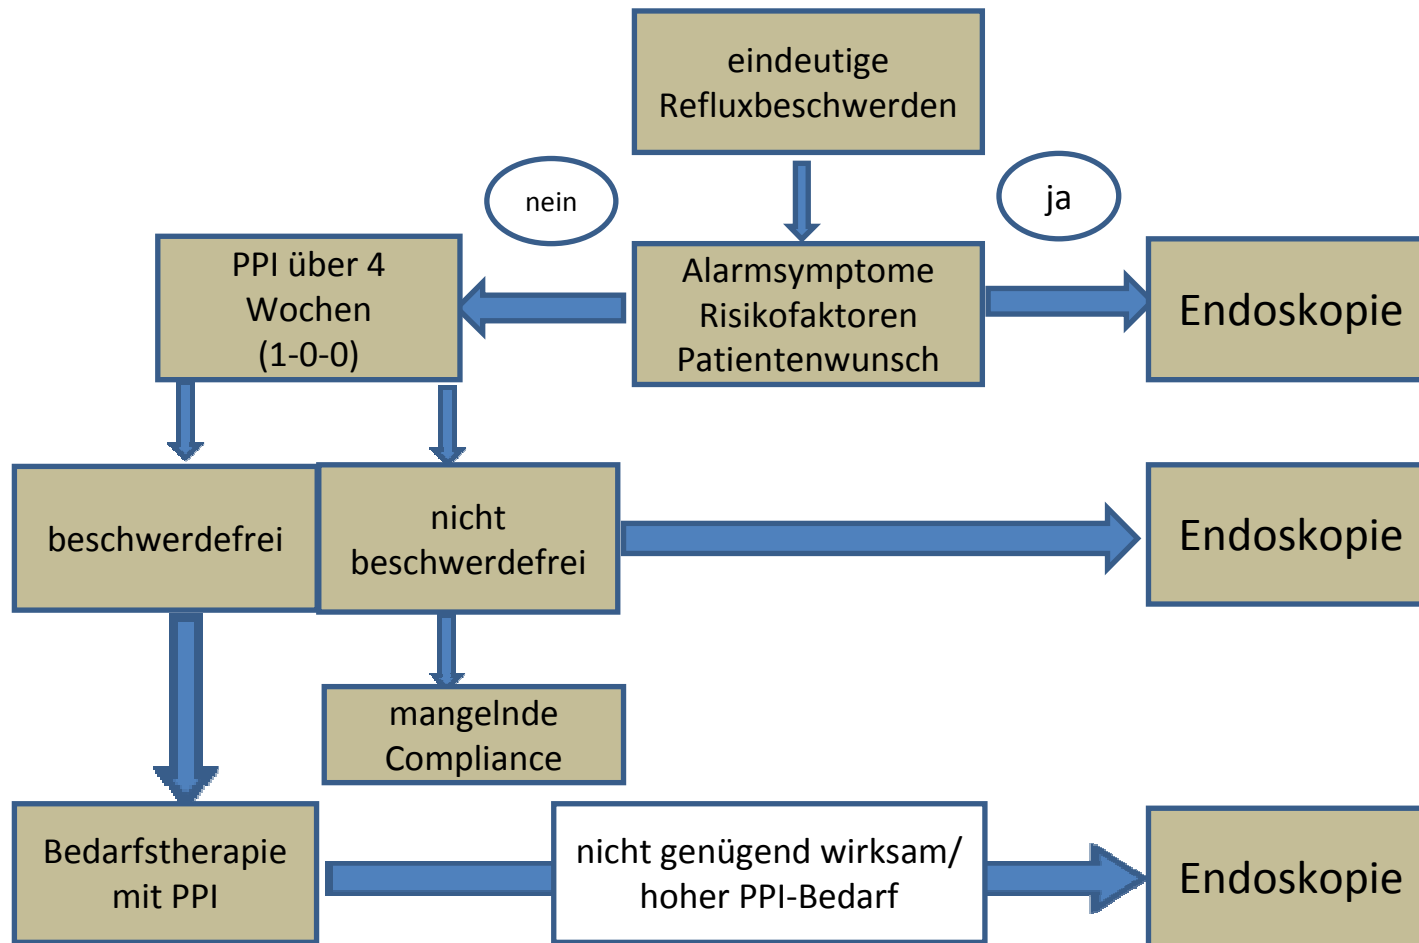 eindeutige
Refluxbeschwerden
nein
ja
PPI über 4
Wochen
(1-0-0)
Alarmsymptome
Risikofaktoren
Patientenwunsch
Endoskopie
beschwerdefrei
nicht
beschwerdefrei
Endoskopie
mangelnde
Compliance
Bedarfstherapie
mit PPI
nicht genügend wirksam/
hoher PPI-Bedarf
Endoskopie